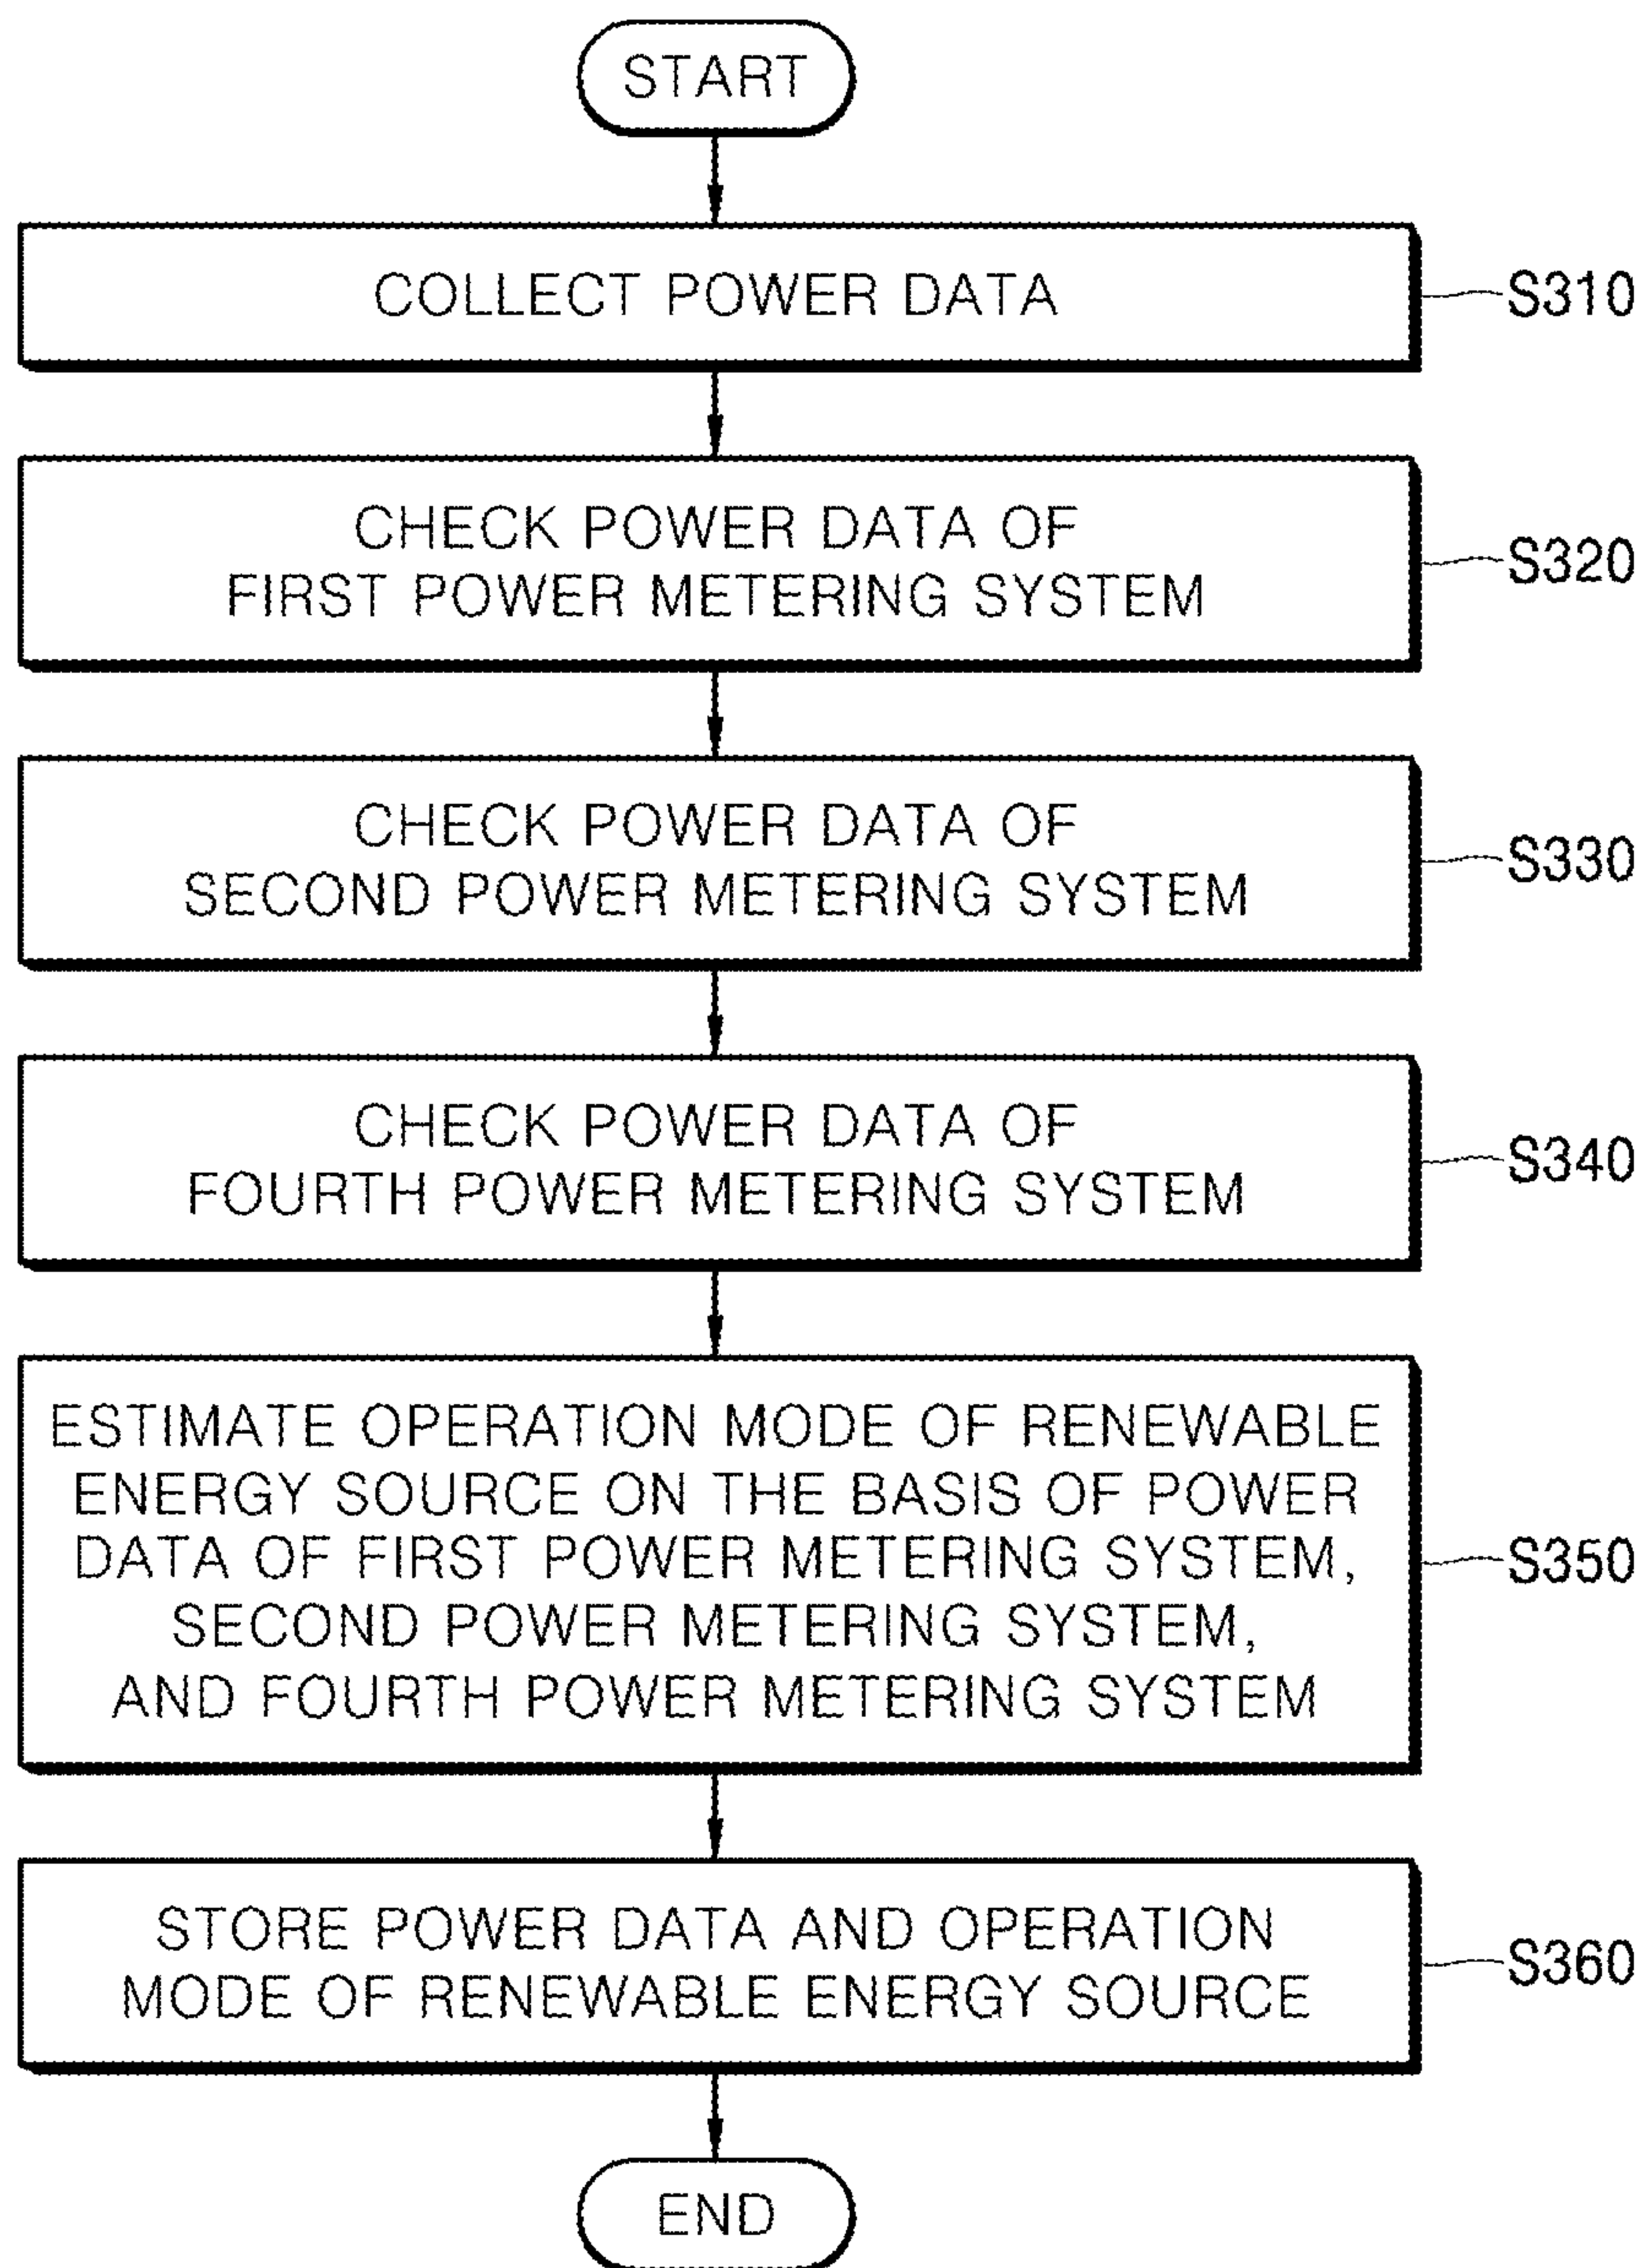 START
COLLECT POWER DATA
S310
CHECK POWER DATA OF
FIRST POWER METERING SYSTEM
S320
CHECK POWER DATA OF
SECOND POWER METERING SYSTEM
S330
CHECK POWER DATA OF
FOURTH POWER METERING SYSTEM
S340
ESTIMATE OPERATION MODE OF RENEWABLE
ENERGY SOURCE ON THE BASIS OF POWER
DATA OF FIRST POWER METERING SYSTEM,
SECOND POWER METERING SYSTEM,
AND FOURTH POWER METERING SYSTEM
S350
STORE POWER DATA AND OPERATION
MODE OF RENEWABLE ENERGY SOURCE
S360
END